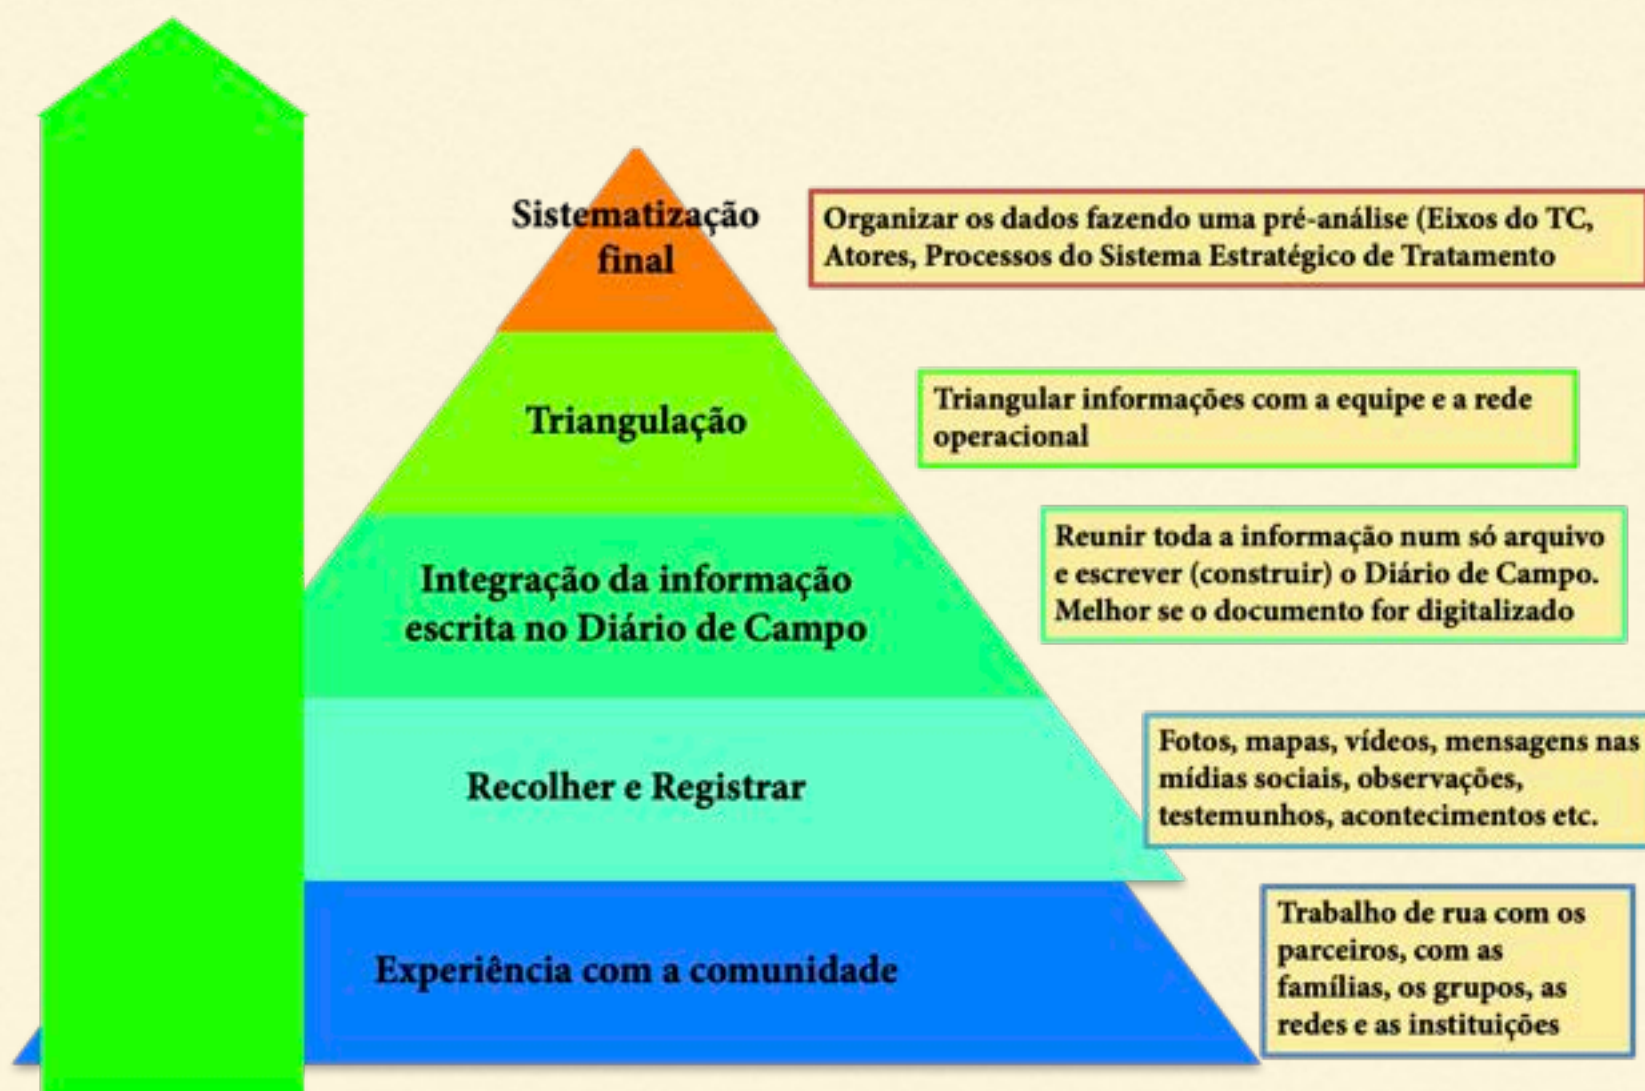 Sistematização
final
Organizar os dados fazendo uma pré-análise (Eixos do TC,
Atores, Processos do Sistema Estratégico de Tratamento
Triangulação
Triangular informações com a equipe e a rede
operacional
Integração da informação
escrita no Diário de Campo
Reunir toda a informação num só arquivo
e escrever (construir) o Diário de Campo.
Melhor se o documento for digitalizado
Recolher e Registrar
Fotos, mapas, vídeos, mensagens nas
mídias sociais, observações,
testemunhos, acontecimentos etc.
Experiência com a comunidade
Trabalho de rua com os
parceiros, com as
famílias, os grupos, as
redes e as instituições